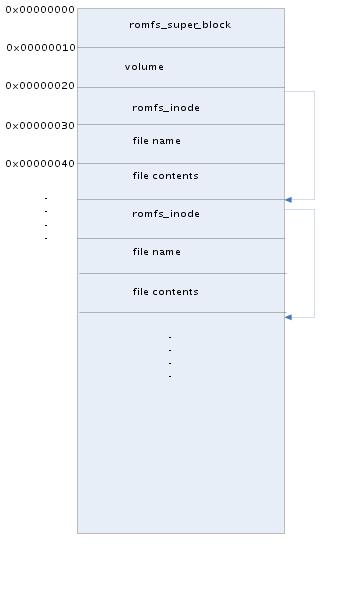 0x00000000
romfs_super_block
0x00000010
volume
0x00000020
romfs_inode
0x00000030
file name
0x00000040
file contents
romfs_inode
file name
file contents